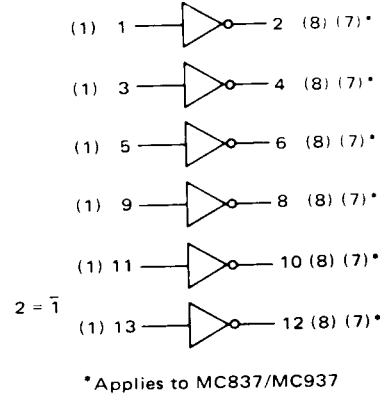 (1) 1 2 (8) (7)*
(1) 3 4 (8) (7)*
(1) 5 6 (8) (7)*
(1) 9 8 (8) (7)*
(1) 11 10 (8) (7)*
2 = 1̅
(1) 13 12 (8) (7)*
*Applies to MC837/MC937